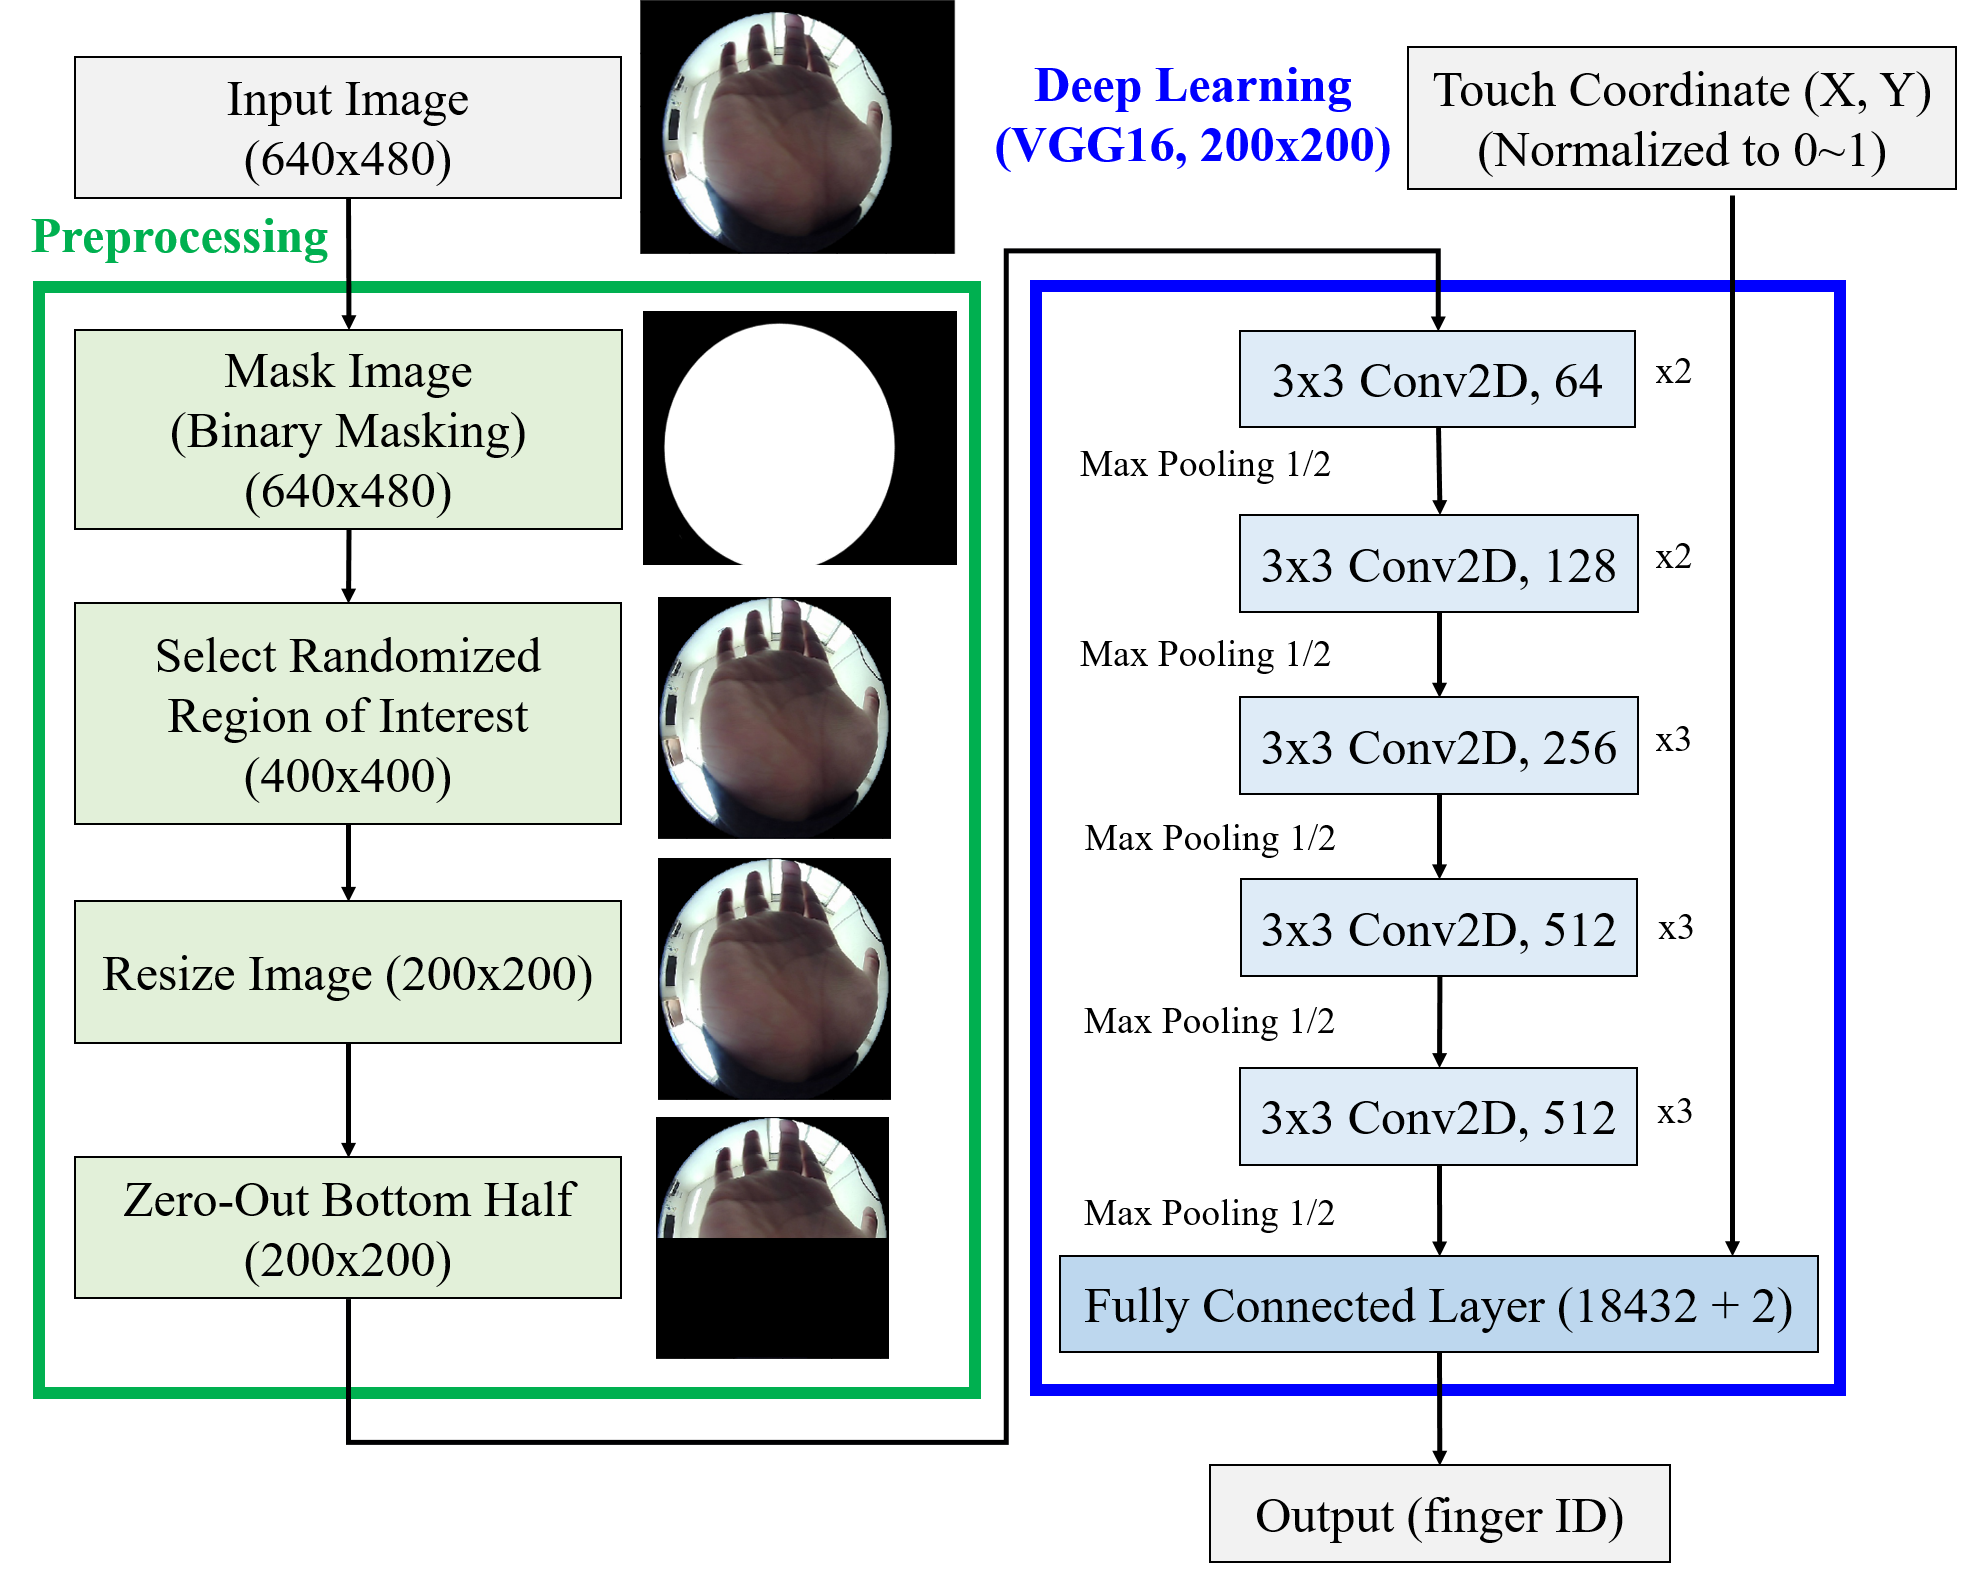 Input Image
(640x480)
Preprocessing
Mask Image
(Binary Masking)
(640x480)
Select Randomized
Region of Interest
(400x400)
Resize Image (200x200)
Zero-Out Bottom Half
(200x200)
Deep Learning
(VGG16, 200x200)
Touch Coordinate (X, Y)
(Normalized to 0~1)
3x3 Conv2D, 64
x2
Max Pooling 1/2
3x3 Conv2D, 128
x2
Max Pooling 1/2
3x3 Conv2D, 256
x3
Max Pooling 1/2
3x3 Conv2D, 512
x3
Max Pooling 1/2
3x3 Conv2D, 512
x3
Max Pooling 1/2
Fully Connected Layer (18432 + 2)
Output (finger ID)